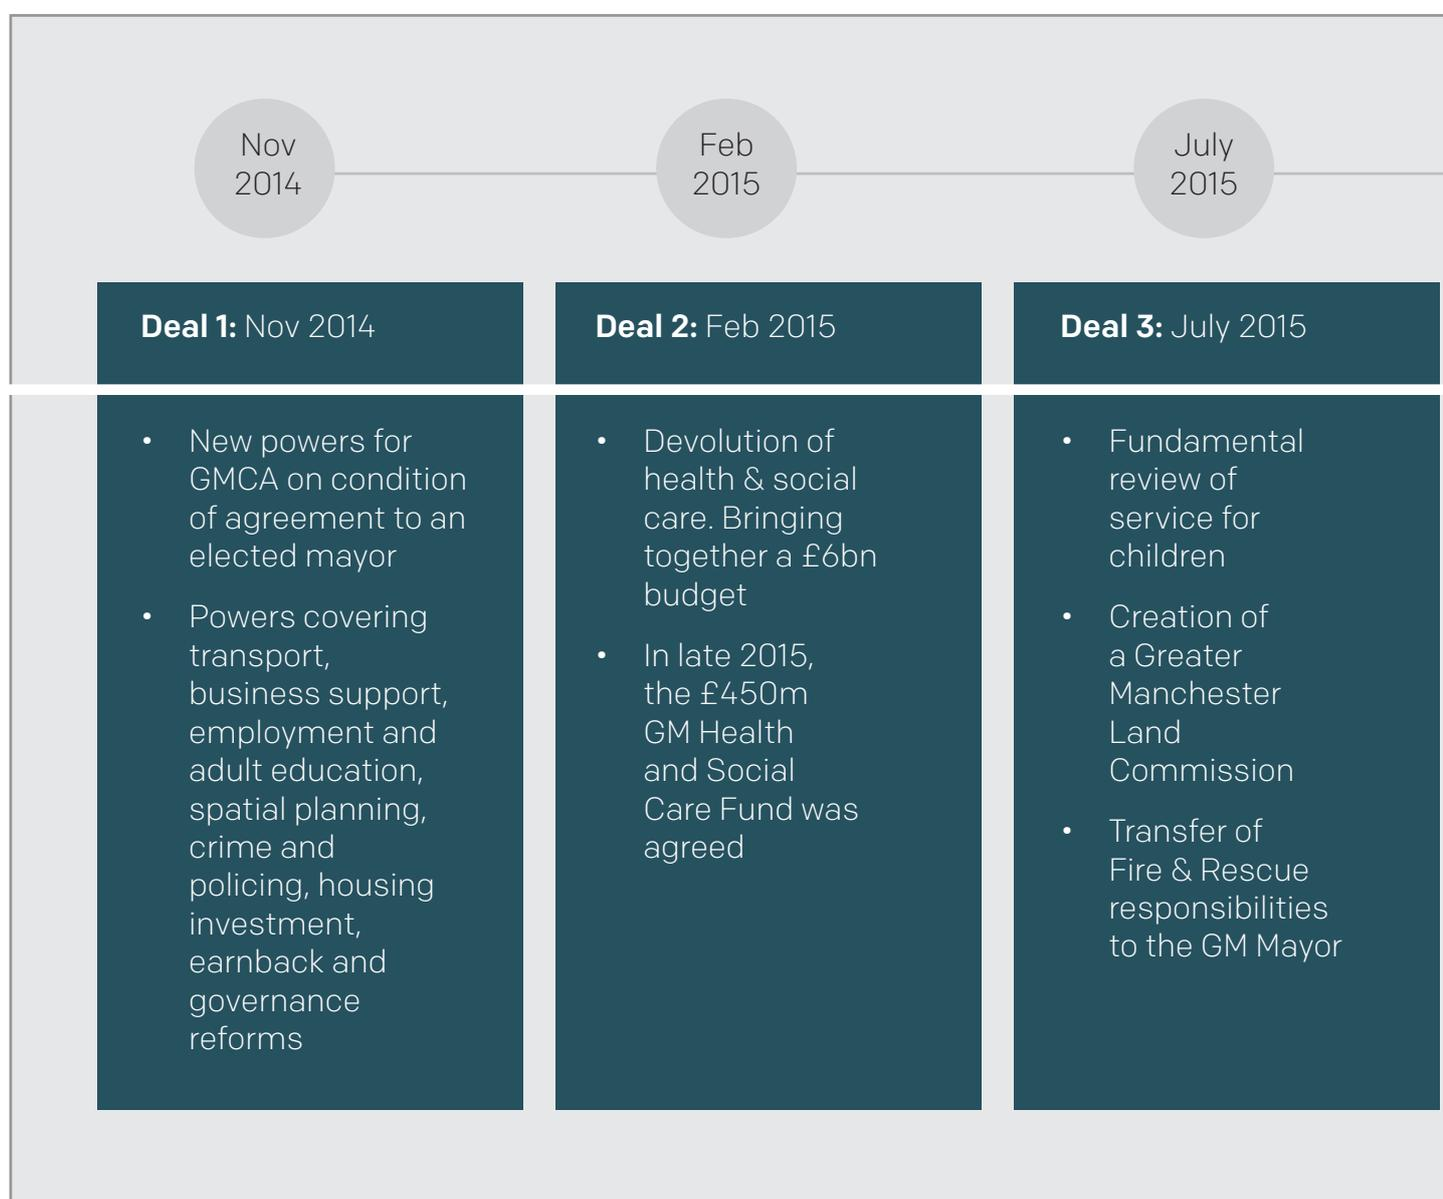 Nov
2014
Feb
2015
July
2015
Deal 1: Nov 2014
• New powers for
GMCA on condition
of agreement to an
elected mayor
• Powers covering
transport,
business support,
employment and
adult education,
spatial planning,
crime and
policing, housing
investment,
earnback and
governance
reforms
Deal 2: Feb 2015
• Devolution of
health & social
care. Bringing
together a £6bn
budget
• In late 2015,
the £450m
GM Health
and Social
Care Fund was
agreed
Deal 3: July 2015
• Fundamental
review of
service for
children
• Creation of
a Greater
Manchester
Land
Commission
• Transfer of
Fire & Rescue
responsibilities
to the GM Mayor